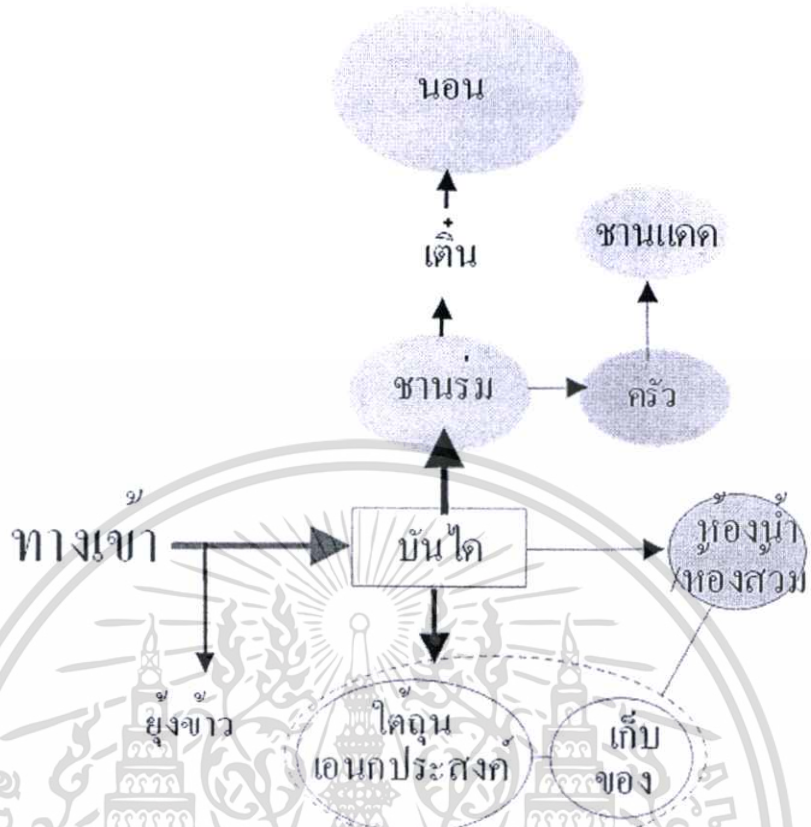 นอน
เติ๋น
ชานแดด
ชานร่ม
ครัว
ทางเข้า
บันได
ห้องน้ำ
/ห้องส้วม
ยุ้งข้าว
ใต้ถุน
เอนกประสงค์
เก็บ
ของ